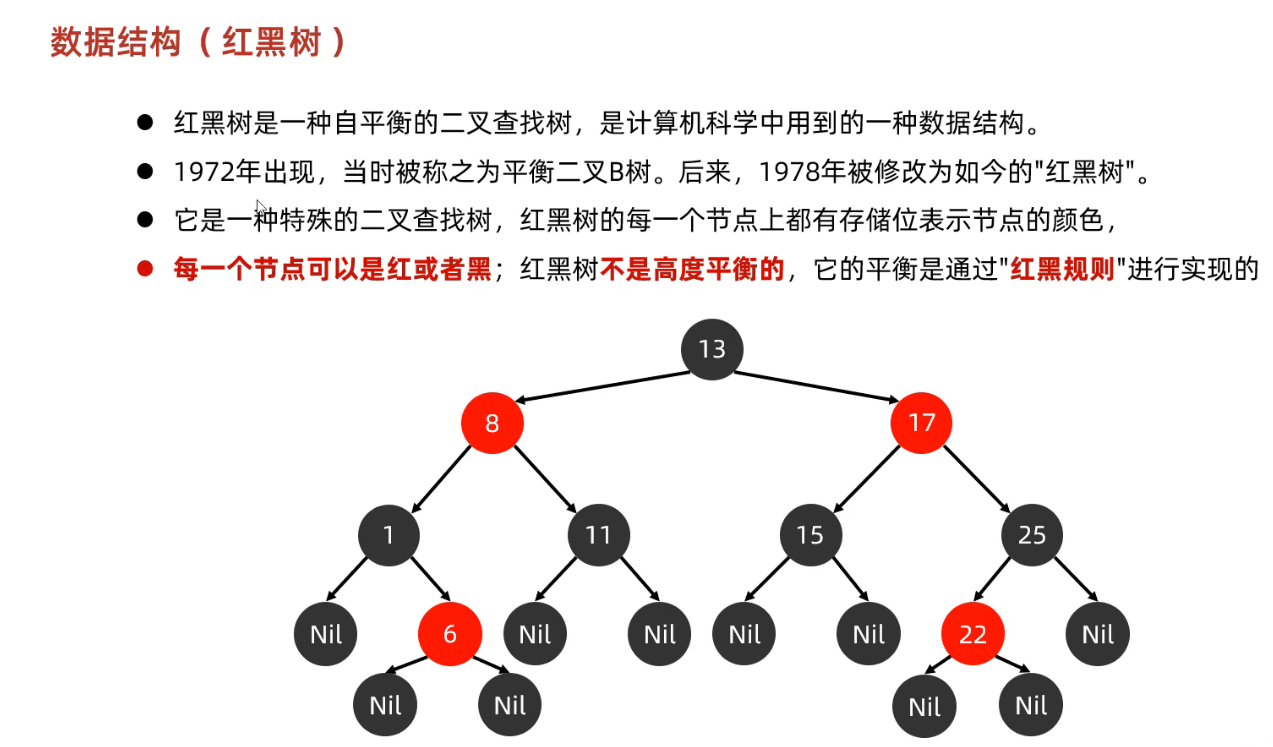 数据结构（红黑树）
● 红黑树是一种自平衡的二叉查找树，是计算机科学中用到的一种数据结构。
● 1972年出现，当时被称之为平衡二叉B树。后来，1978年被修改为如今的"红黑树"。
● 它是一种特殊的二叉查找树，红黑树的每一个节点上都有存储位表示节点的颜色，
● 每一个节点可以是红或者黑；红黑树不是高度平衡的，它的平衡是通过"红黑规则"进行实现的
13
8 17
1 11 15 25
Nil 6 Nil Nil Nil Nil 22 Nil
Nil Nil Nil Nil